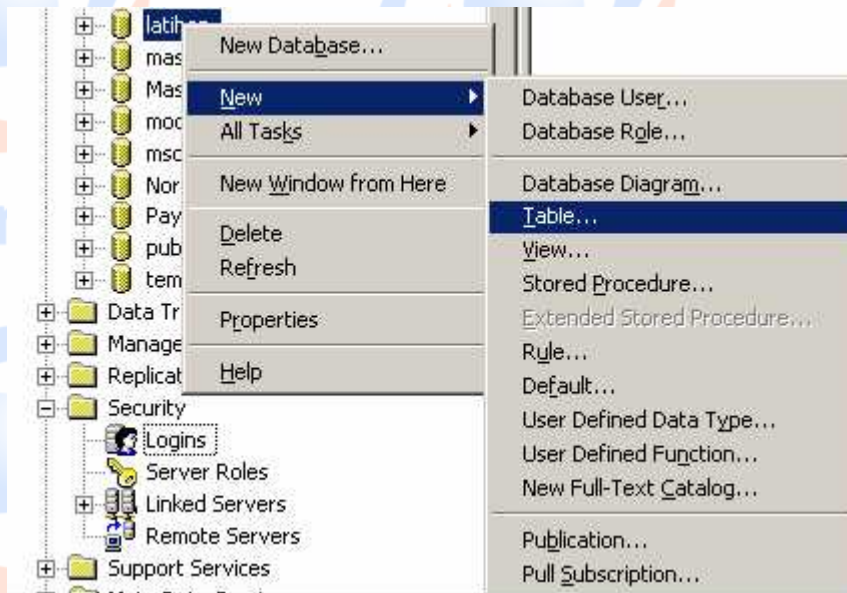 New Database...
New
All Tasks
New Window from Here
Delete
Refresh
Properties
Help
Database User...
Database Role...
Database Diagram...
Table...
View...
Stored Procedure...
Extended Stored Procedure...
Rule...
Default...
User Defined Data Type...
User Defined Function...
New Full-Text Catalog...
Publication...
Pull Subscription...
mas
Mas
Nor
Pay
pub
tem
Data Tr
Manage
Replicat
Security
Logins
Server Roles
Linked Servers
Remote Servers
Support Services